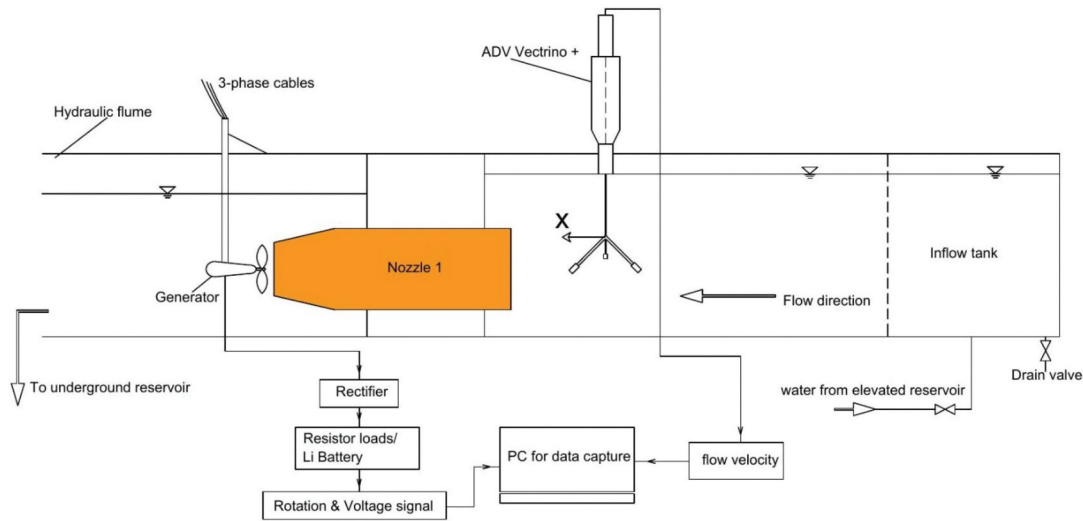 ADV Vectrino +
3-phase cables
Hydraulic flume
X
Nozzle 1
Inflow tank
Generator
Flow direction
To underground reservoir
Drain valve
water from elevated reservoir
Rectifier
Resistor loads/
Li Battery
PC for data capture
flow velocity
Rotation & Voltage signal